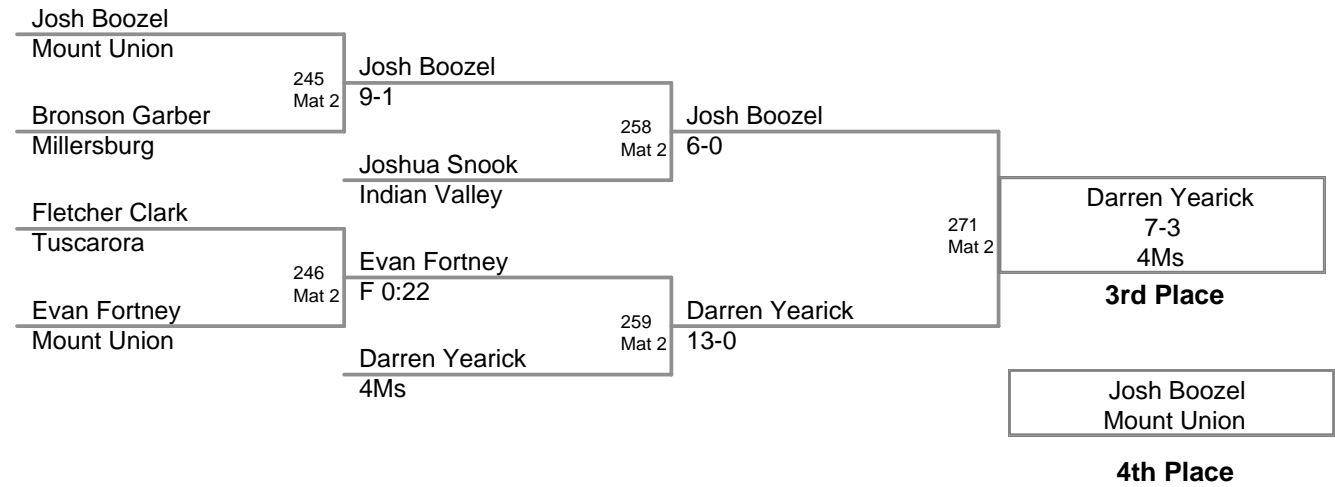 Josh Boozel
Mount Union
245
Mat 2
Bronson Garber
Millersburg
Josh Boozel
9-1
258
Mat 2
Joshua Snook
Indian Valley
Josh Boozel
6-0
Fletcher Clark
Tuscarora
246
Mat 2
Evan Fortney
Mount Union
Evan Fortney
F 0:22
259
Mat 2
Darren Yearick
4Ms
Darren Yearick
13-0
271
Mat 2
Darren Yearick
7-3
4Ms
3rd Place
Josh Boozel
Mount Union
4th Place